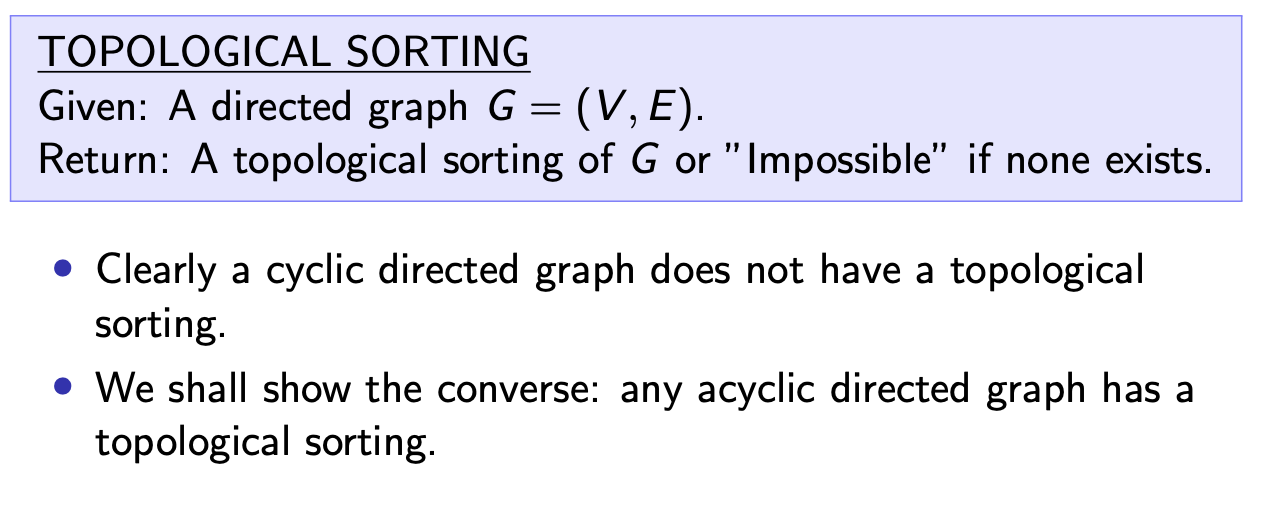 TOPOLOGICAL SORTING
Given: A directed graph G = (V, E).
Return: A topological sorting of G or ”Impossible” if none exists.
• Clearly a cyclic directed graph does not have a topological
sorting.
• We shall show the converse: any acyclic directed graph has a
topological sorting.